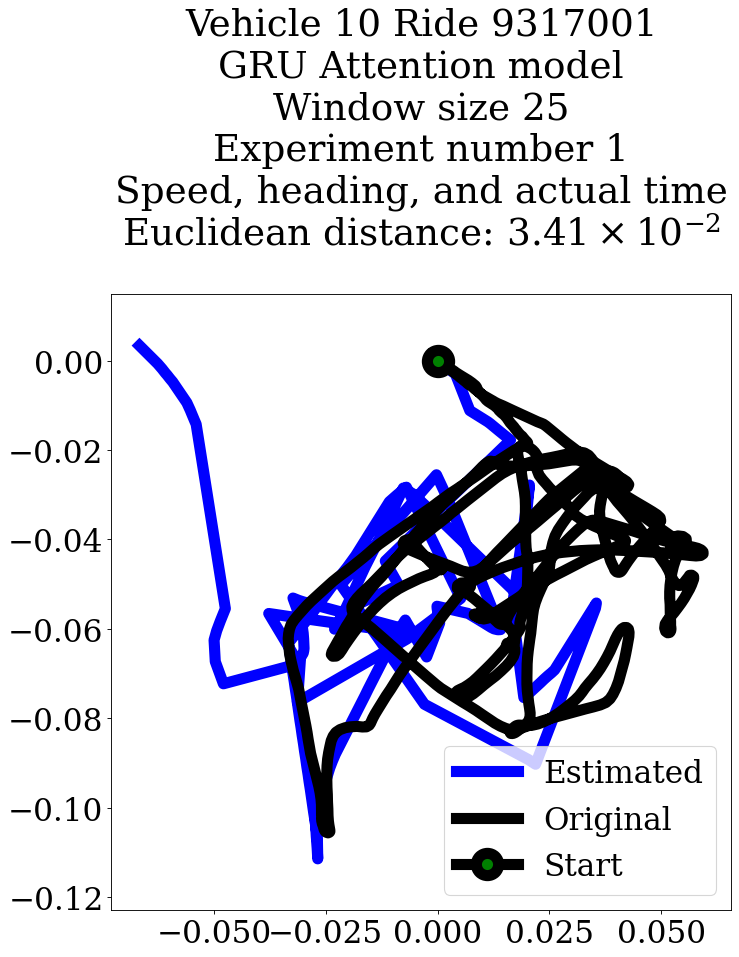 Vehicle 10 Ride 9317001
GRU Attention model
Window size 25
Experiment number 1
Speed, heading, and actual time
Euclidean distance: 3.41 × 10⁻²
0.00
−0.02
−0.04
−0.06
−0.08
−0.10
−0.12
Estimated
Original
Start
−0.050 −0.025 0.000 0.025 0.050